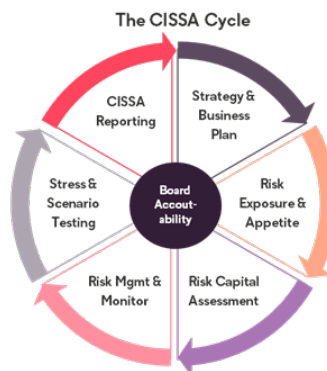 The CISSA Cycle
CISSA
Reporting
Strategy &
Business
Plan
Stress &
Scenario
Testing
Board
Accout-
ability
Risk
Exposure &
Appetite
Risk Mgmt &
Monitor
Risk Capital
Assessment